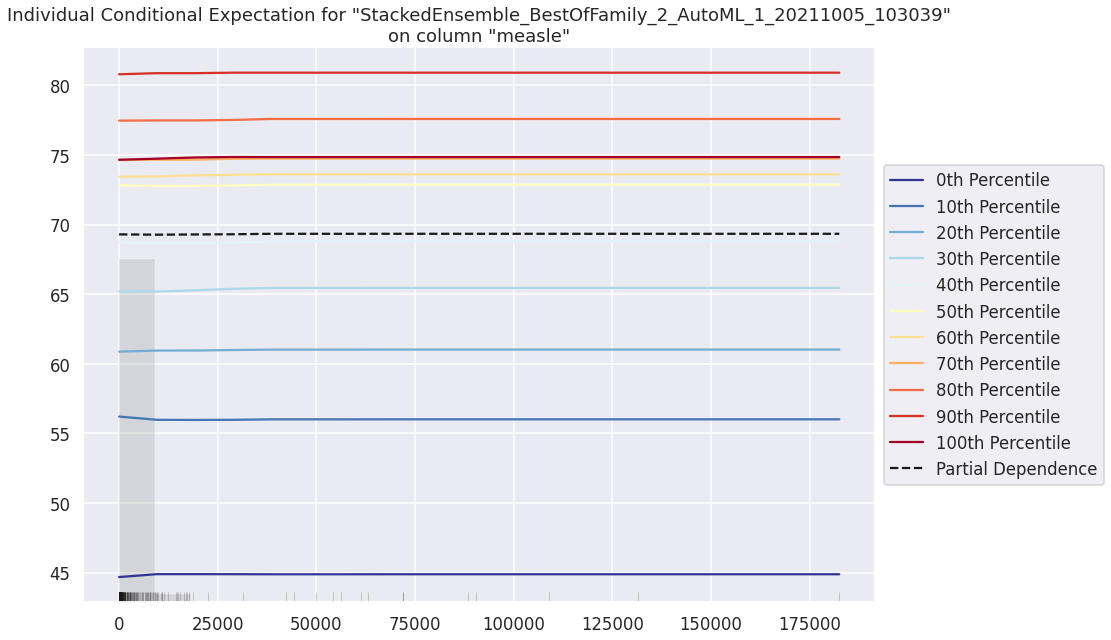 Individual Conditional Expectation for "StackedEnsemble_BestOfFamily_2_AutoML_1_20211005_103039"
on column "measle"
80
75
70
65
60
55
50
45
0 25000 50000 75000 100000 125000 150000 175000
0th Percentile
10th Percentile
20th Percentile
30th Percentile
40th Percentile
50th Percentile
60th Percentile
70th Percentile
80th Percentile
90th Percentile
100th Percentile
Partial Dependence